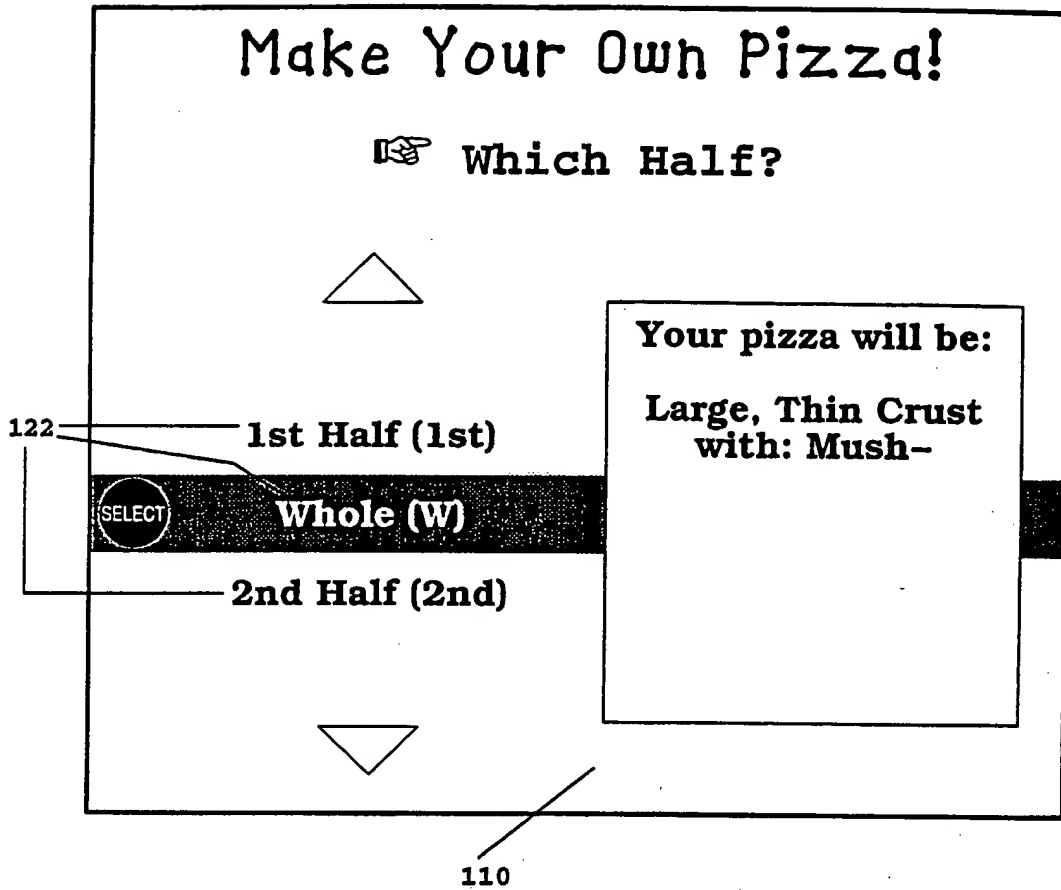 Make Your Own Pizza!
☞ Which Half?
Your pizza will be:
Large, Thin Crust
with: Mush–
122
1st Half (1st)
SELECT
Whole (W)
2nd Half (2nd)
110